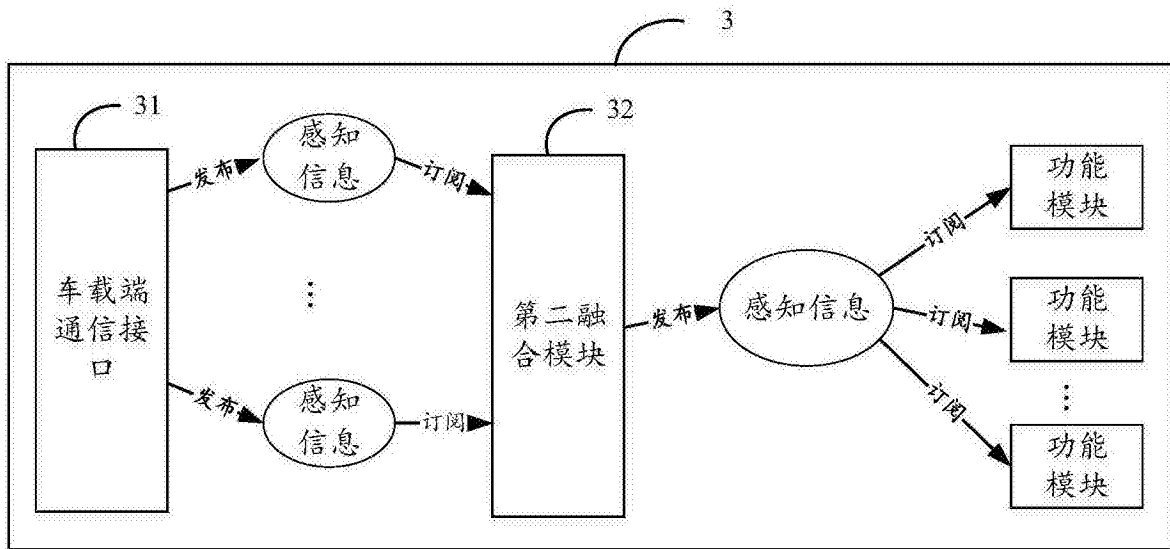 3
31
车载端
通信接
口
发布
感知
信息
订阅
发布
感知
信息
订阅
32
第二融
合模块
发布
感知信息
订阅
功能
模块
订阅
功能
模块
订阅
功能
模块